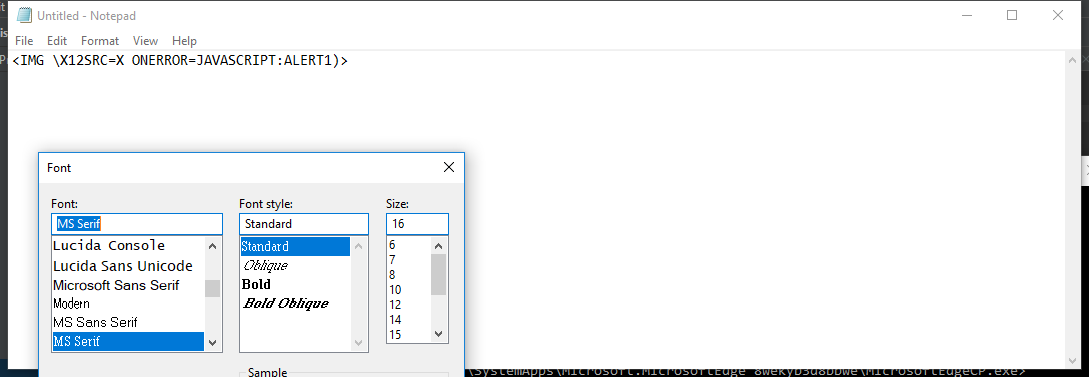 Untitled - Notepad
File Edit Format View Help
<IMG \X12SRC=X ONERROR=JAVASCRIPT:ALERT1)>
Font
Font: Font style: Size:
MS Serif Standard 16
Lucida Console Standard 6
Lucida Sans Unicode Oblique 7
Microsoft Sans Serif Bold 8
Modern Bold Oblique 10
MS Sans Serif 12
MS Serif 14
15
Sample
\SystemApps\Microsoft.MicrosoftEdge_8wekyb3d8bbwe\MicrosoftEdgeCP.exe>